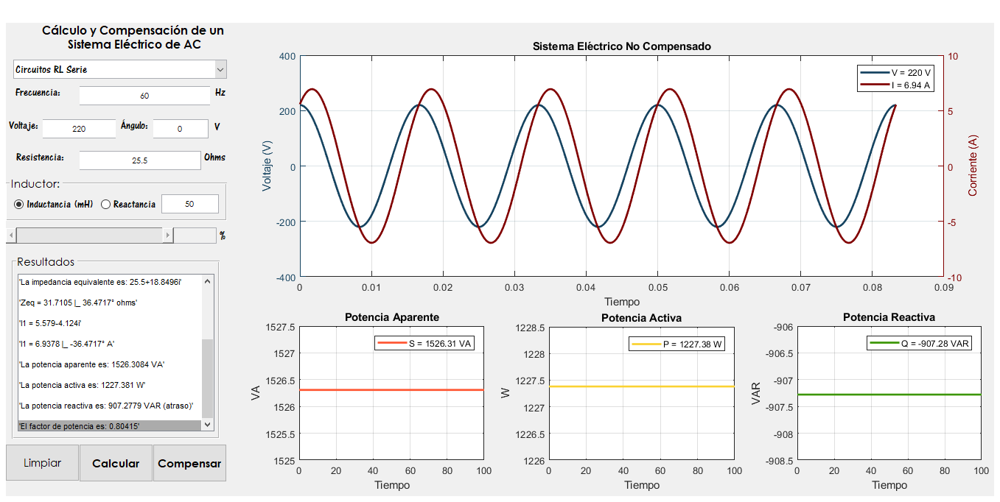 Cálculo y Compensación de un
Sistema Eléctrico de AC
Circuitos RL Serie
Frecuencia: 60 Hz
Voltaje: 220 Ángulo: 0 V
Resistencia: 25.5 Ohms
Inductor:
Inductancia (mH) Reactancia 50
%
Resultados
'La impedancia equivalente es: 25.5+18.8496i'
'Zeq = 31.7105 |_ 36.4717° ohms'
'I1 = 5.579-4.124i'
'I1 = 6.9378 |_ -36.4717° A'
'La potencia aparente es: 1526.3084 VA'
'La potencia activa es: 1227.381 W'
'La potencia reactiva es: 907.2779 VAR (atraso)'
'El factor de potencia es: 0.80415'
Limpiar Calcular Compensar
Sistema Eléctrico No Compensado
V = 220 V
I = 6.94 A
Voltaje (V)
400
200
0
-200
-400
Corriente (A)
10
5
0
-5
-10
0 0.01 0.02 0.03 0.04 0.05 0.06 0.07 0.08 0.09
Tiempo
Potencia Aparente
S = 1526.31 VA
VA
1527.5
1527
1526.5
1526
1525.5
1525
0 20 40 60 80 100
Tiempo
Potencia Activa
P = 1227.38 W
W
1228.5
1228
1227.5
1227
1226.5
1226
0 20 40 60 80 100
Tiempo
Potencia Reactiva
Q = -907.28 VAR
VAR
-906
-906.5
-907
-907.5
-908
-908.5
0 20 40 60 80 100
Tiempo